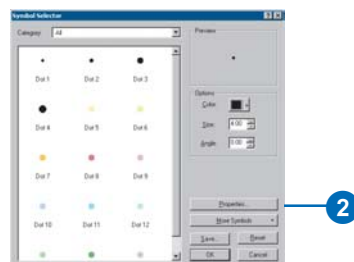 Symbol Selector
Category: All
Preview
Dot 1 Dot 2 Dot 3
Options
Color:
Size: 4.00
Angle: 0.00
Dot 4 Dot 5 Dot 6
Dot 7 Dot 8 Dot 9
Properties...
2
More Symbols
Dot 10 Dot 11 Dot 12
Save... Reset
OK Cancel